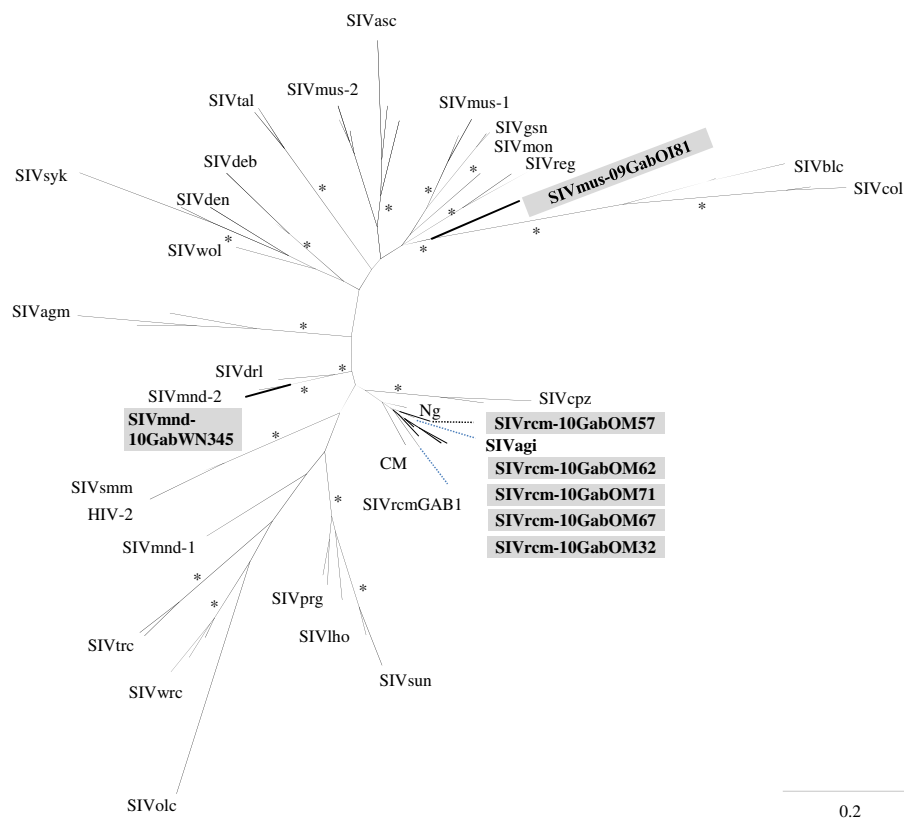 SIVasc
SIVmus-2
SIVtal
SIVmus-1
SIVgsn
SIVmon
SIVreg
SIVmus-09GabOI81
SIVblc
SIVcol
SIVdeb
SIVsyk
SIVden
*
*
*
*
*
*
*
*
*
*
SIVwol
SIVagm
*
SIVdrl
*
SIVmnd-2
*
SIVmnd-
10GabWN345
*
SIVcpz
Ng
SIVrcm-10GabOM57
SIVagi
SIVrcm-10GabOM62
SIVrcm-10GabOM71
SIVrcm-10GabOM67
SIVrcm-10GabOM32
*
CM
SIVrcmGAB1
SIVsmm
HIV-2
*
SIVmnd-1
*
*
*
SIVprg
SIVlho
SIVsun
SIVtrc
SIVwrc
SIVolc
0.2